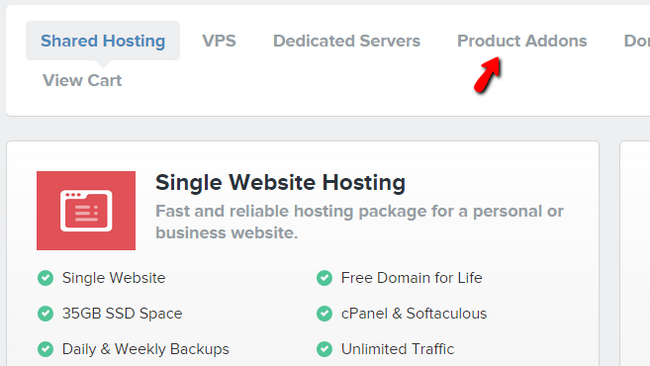 Shared Hosting VPS Dedicated Servers Product Addons
View Cart
Single Website Hosting
Fast and reliable hosting package for a personal or
business website.
Single Website Free Domain for Life
35GB SSD Space cPanel & Softaculous
Daily & Weekly Backups Unlimited Traffic